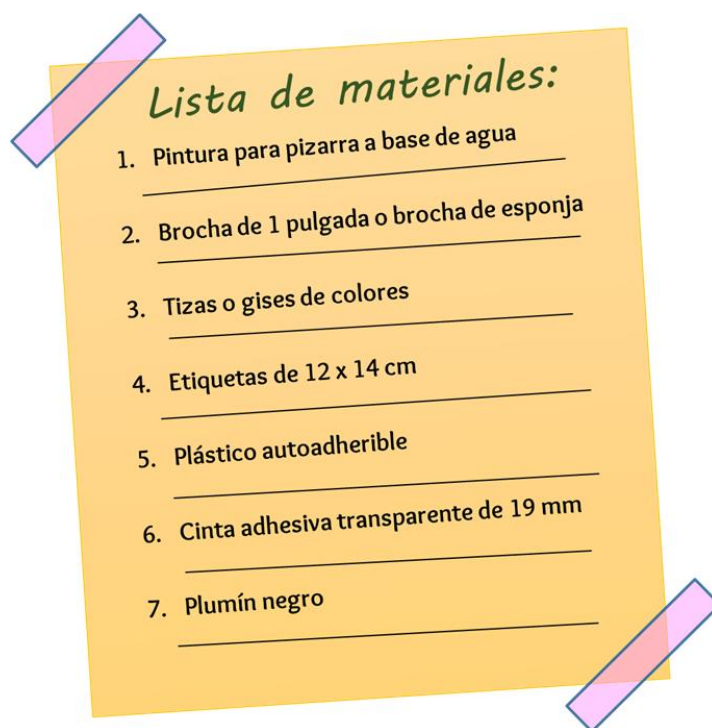 Lista de materiales:
1. Pintura para pizarra a base de agua
2. Brocha de 1 pulgada o brocha de esponja
3. Tizas o gises de colores
4. Etiquetas de 12 x 14 cm
5. Plástico autoadherible
6. Cinta adhesiva transparente de 19 mm
7. Plumín negro